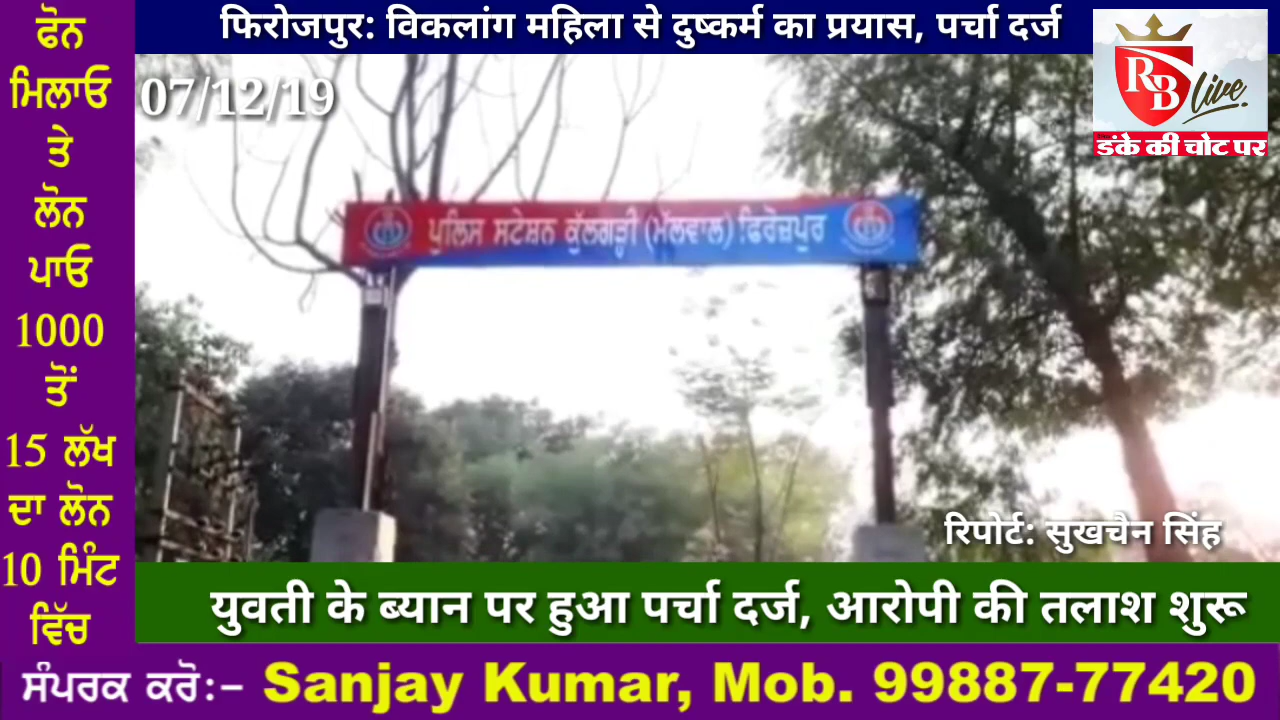 फिरोजपुर: विकलांग महिला से दुष्कर्म का प्रयास, पर्चा दर्ज
RB live
डंके की चोट पर
07/12/19
ਫੋਨ
ਮਿਲਾਓ
ਤੇ
ਲੋਨ
ਪਾਓ
1000
ਤੋਂ
15 ਲੱਖ
ਦਾ ਲੋਨ
10 ਮਿੰਟ
ਵਿੱਚ
ਪੁਲਿਸ ਸਟੇਸ਼ਨ ਕੁੱਲਗੜ੍ਹੀ (ਮੱਲਵਾਲ) ਫਿਰੋਜ਼ਪੁਰ
रिपोर्ट: सुखचैन सिंह
युवती के ब्यान पर हुआ पर्चा दर्ज, आरोपी की तलाश शुरू
ਸੰਪਰਕ ਕਰੋ:– Sanjay Kumar, Mob. 99887-77420